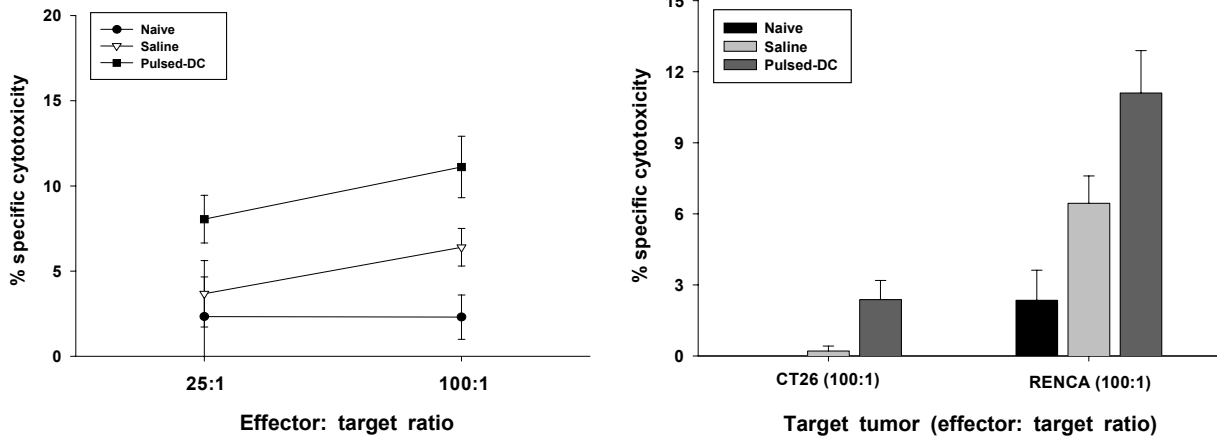 20
15
10
5
0
% specific cytotoxicity
Naive
Saline
Pulsed-DC
25:1
100:1
Effector: target ratio
15
12
9
6
3
0
% specific cytotoxicity
Naive
Saline
Pulsed-DC
CT26 (100:1)
RENCA (100:1)
Target tumor (effector: target ratio)